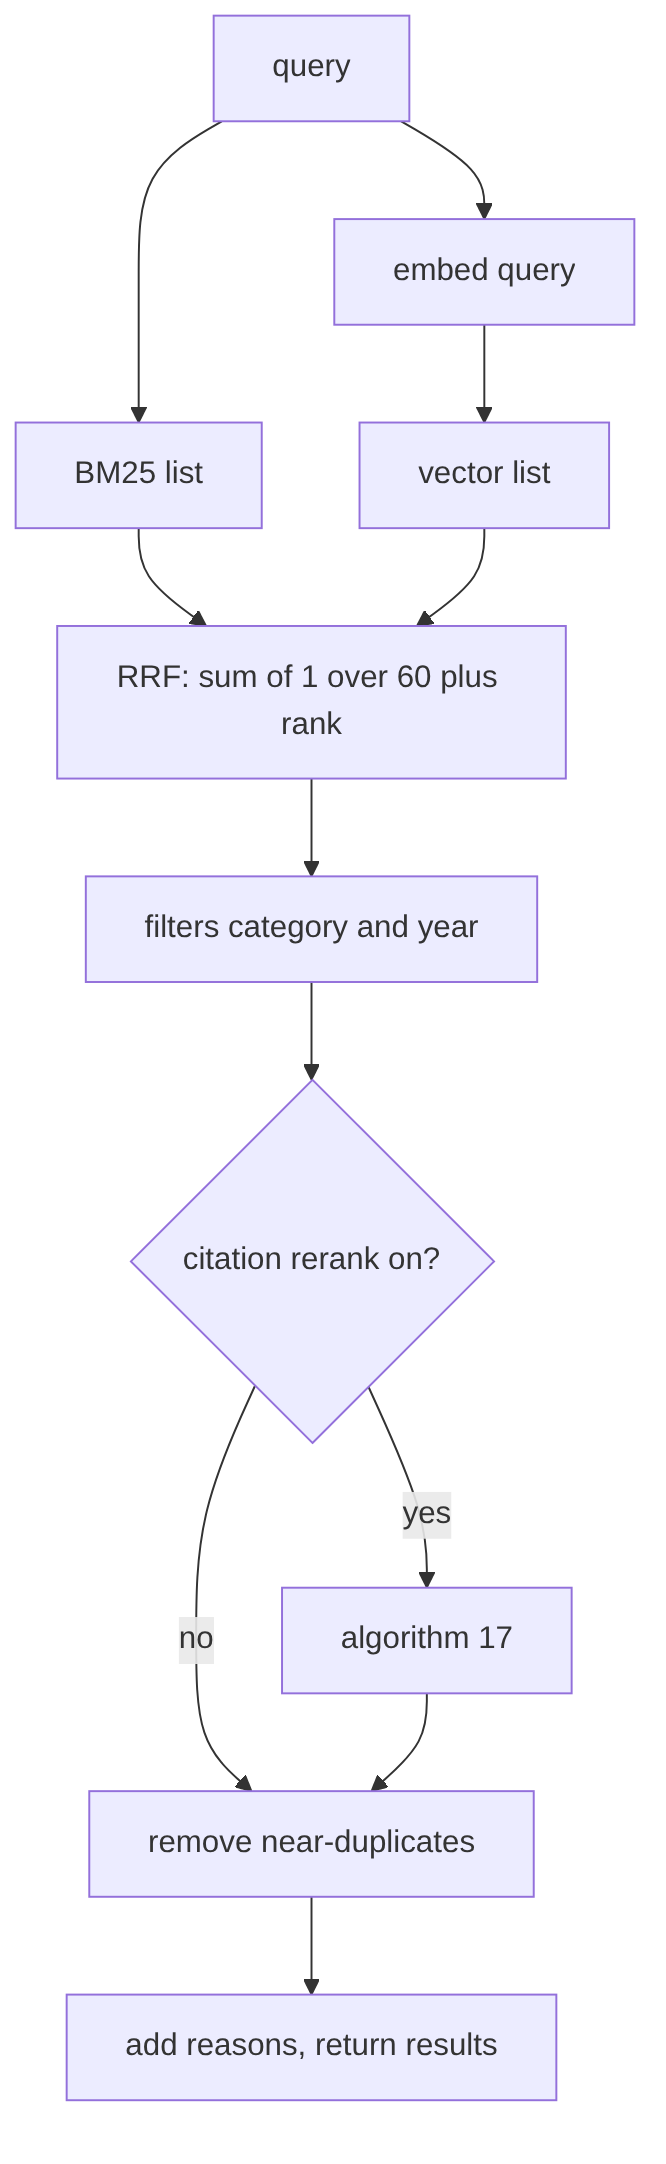 query
embed query
BM25 list
vector list
RRF: sum of 1 over 60 plus
rank
filters category and year
citation rerank on?
yes
algorithm 17
no
remove near-duplicates
add reasons, return results